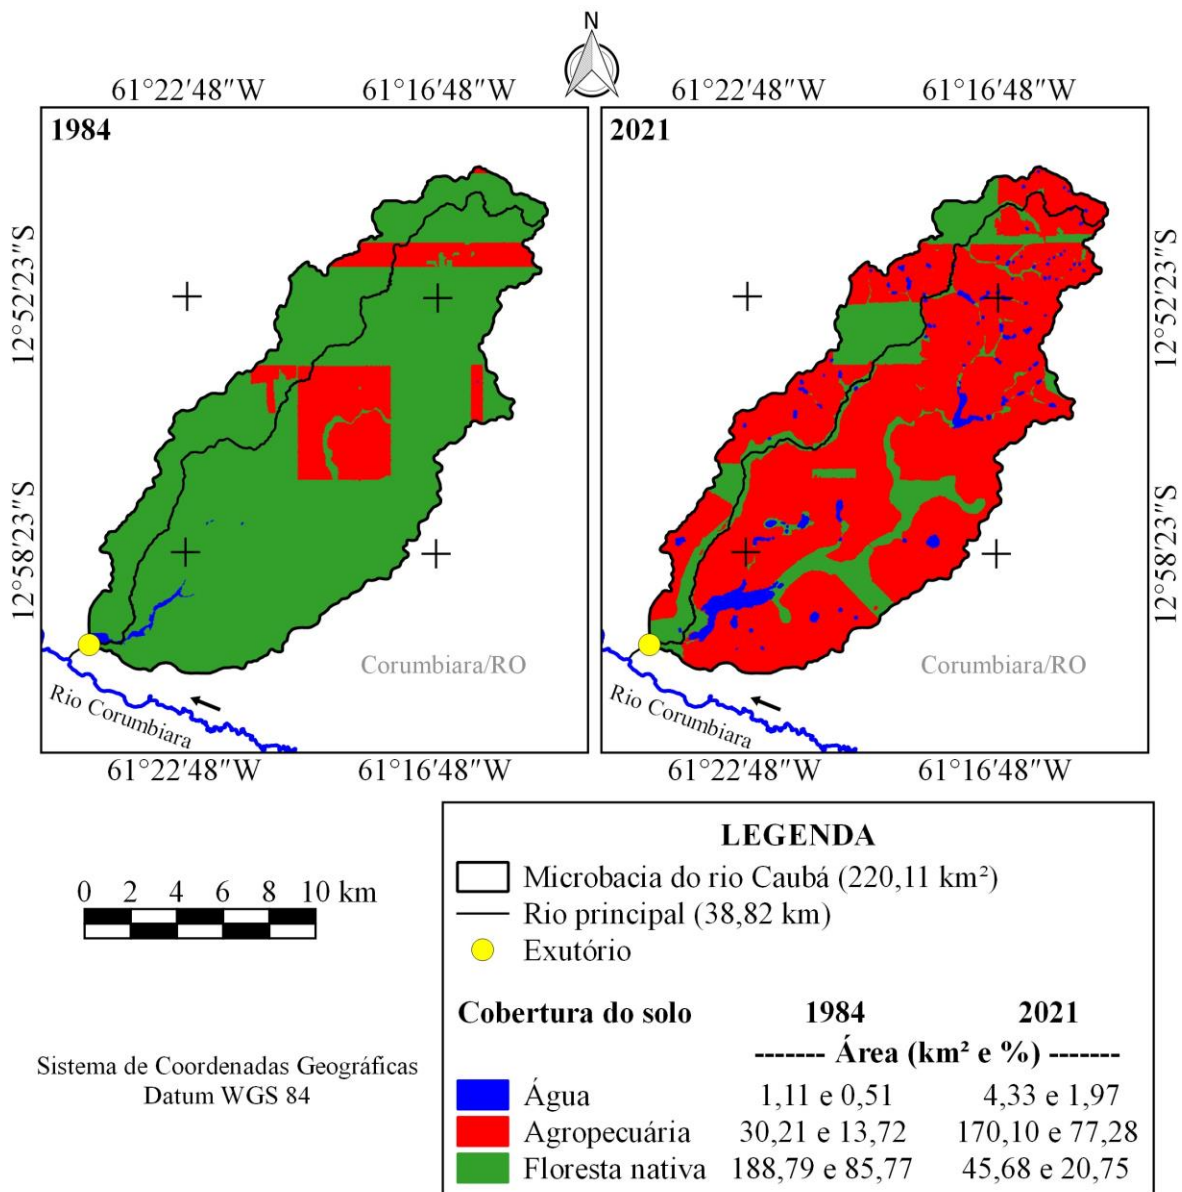 N
61°22′48″W 61°16′48″W 61°22′48″W 61°16′48″W
1984 2021
12°52′23″S 12°52′23″S
12°58′23″S 12°58′23″S
Corumbiara/RO Corumbiara/RO
Rio Corumbiara Rio Corumbiara
61°22′48″W 61°16′48″W 61°22′48″W 61°16′48″W
0 2 4 6 8 10 km
Sistema de Coordenadas Geográficas
Datum WGS 84
LEGENDA
Microbacia do rio Caubá (220,11 km²)
Rio principal (38,82 km)
Exutório
Cobertura do solo 1984 2021
------- Área (km² e %) -------
Água 1,11 e 0,51 4,33 e 1,97
Agropecuária 30,21 e 13,72 170,10 e 77,28
Floresta nativa 188,79 e 85,77 45,68 e 20,75